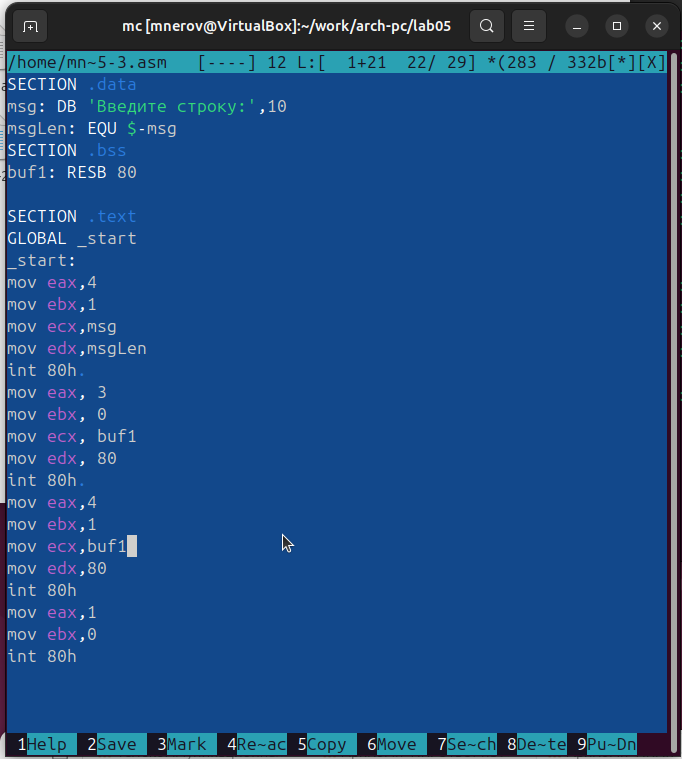 mc [mnerov@VirtualBox]:~/work/arch-pc/lab05
/home/mn~5-3.asm   [----] 12 L:[  1+21  22/ 29] *(283 / 332b[*][X]
SECTION .data
msg: DB 'Введите строку:',10
msgLen: EQU $-msg
SECTION .bss
buf1: RESB 80

SECTION .text
GLOBAL _start
_start:
mov eax,4
mov ebx,1
mov ecx,msg
mov edx,msgLen
int 80h.
mov eax, 3
mov ebx, 0
mov ecx, buf1
mov edx, 80
int 80h.
mov eax,4
mov ebx,1
mov ecx,buf1
mov edx,80
int 80h
mov eax,1
mov ebx,0
int 80h
1Help 2Save 3Mark 4Re~ac 5Copy 6Move 7Se~ch 8De~te 9Pu~Dn